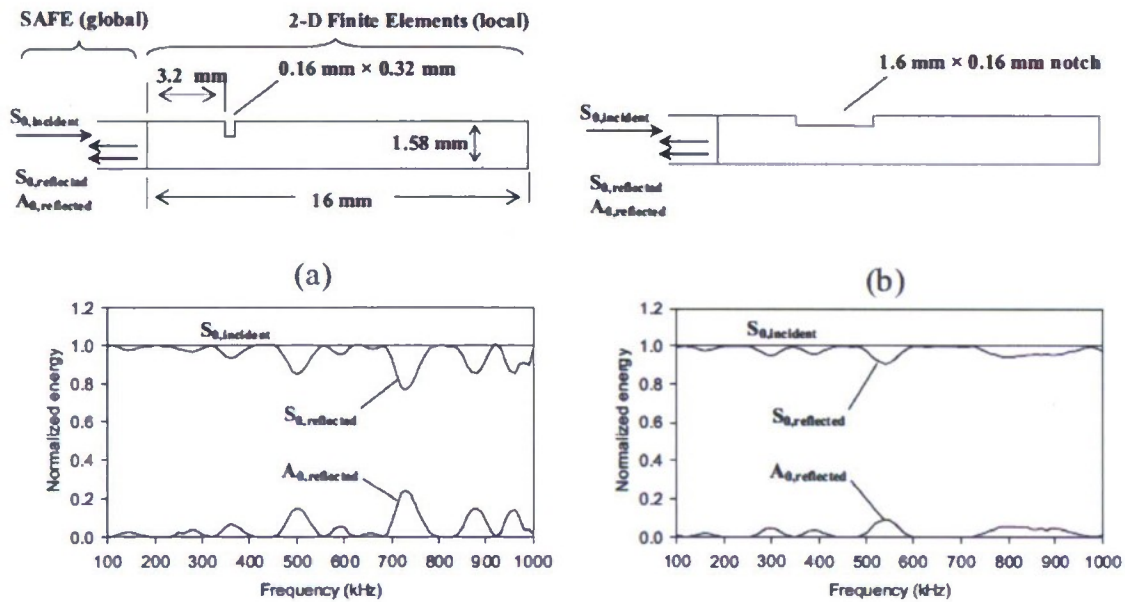 SAFE (global)
2-D Finite Elements (local)
3.2 mm
0.16 mm × 0.32 mm
S0,incident
1.58 mm
S0,reflected
A0,reflected
16 mm
1.6 mm × 0.16 mm notch
S0,incident
S0,reflected
A0,reflected
(a)
1.2
1.0
0.8
0.6
0.4
0.2
0.0
Normalized energy
S0,incident
S0,reflected
A0,reflected
100 200 300 400 500 600 700 800 900 1000
Frequency (kHz)
(b)
1.2
1.0
0.8
0.6
0.4
0.2
0.0
Normalized energy
S0,incident
S0,reflected
A0,reflected
100 200 300 400 500 600 700 800 900 1000
Frequency (kHz)